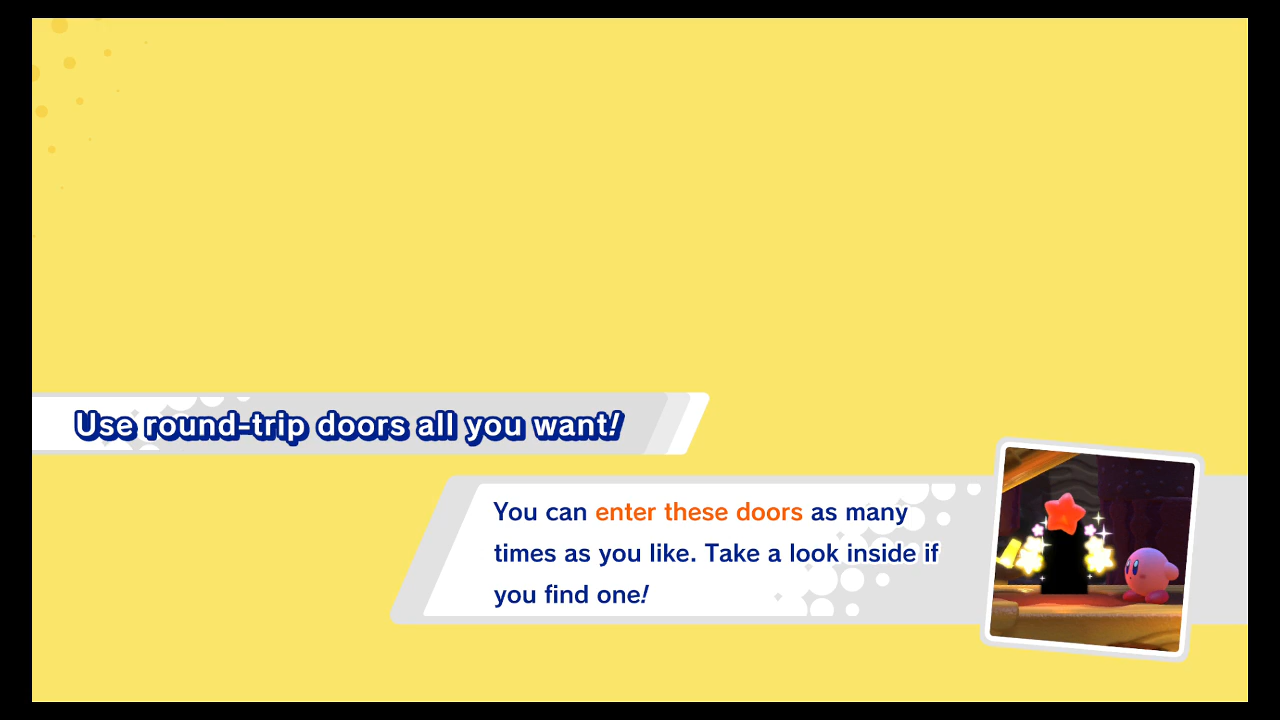 Use round-trip doors all you want!
You can enter these doors as many
times as you like. Take a look inside if
you find one!